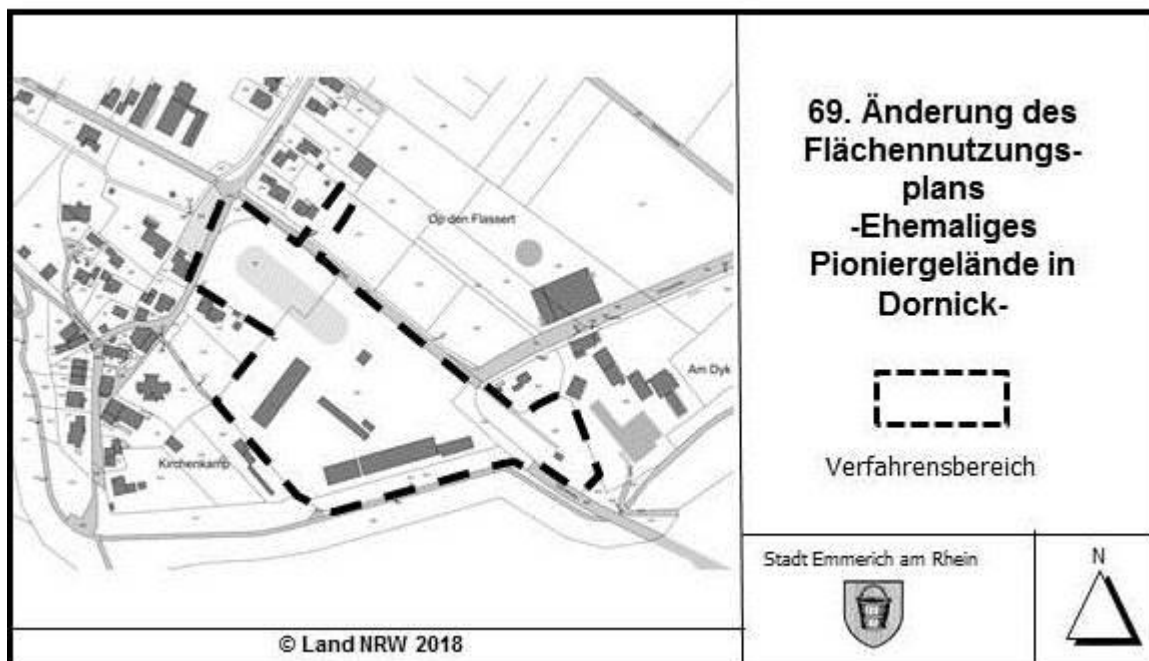 69. Änderung des
Flächennutzungs-
plans
-Ehemaliges
Pioniergelände in
Dornick-
Verfahrensbereich
Op den Flassert
Am Dyk
Kirchenkamp
Stadt Emmerich am Rhein
N
© Land NRW 2018